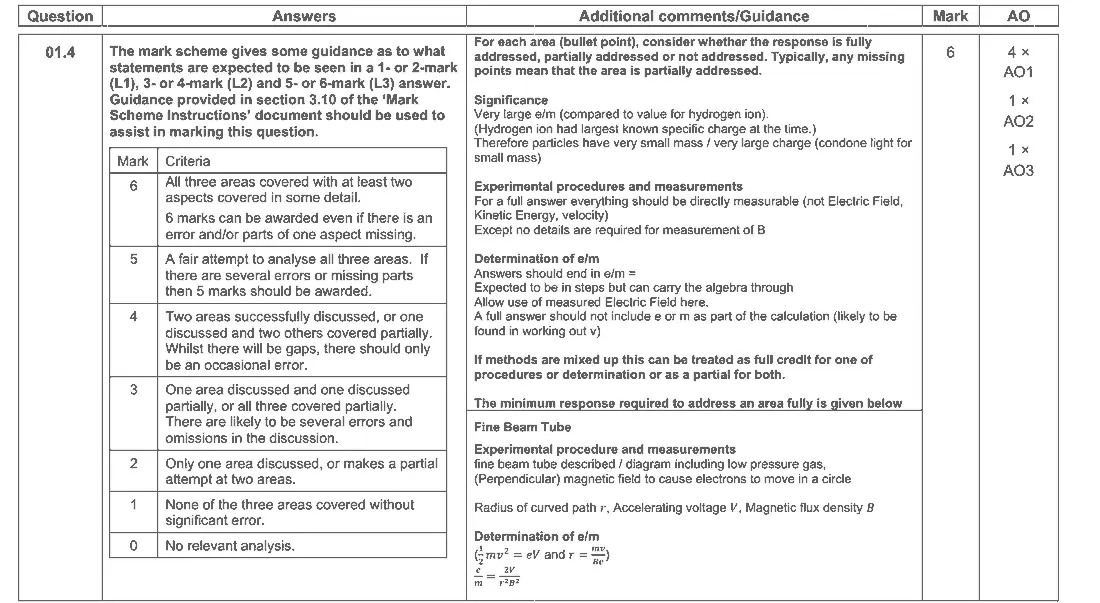 Question Answers Additional comments/Guidance Mark AO
01.4
The mark scheme gives some guidance as to what
statements are expected to be seen in a 1- or 2-mark
(L1), 3- or 4-mark (L2) and 5- or 6-mark (L3) answer.
Guidance provided in section 3.10 of the ‘Mark
Scheme Instructions’ document should be used to
assist in marking this question.
Mark Criteria
6 All three areas covered with at least two
aspects covered in some detail.
6 marks can be awarded even if there is an
error and/or parts of one aspect missing.
5 A fair attempt to analyse all three areas. If
there are several errors or missing parts
then 5 marks should be awarded.
4 Two areas successfully discussed, or one
discussed and two others covered partially.
Whilst there will be gaps, there should only
be an occasional error.
3 One area discussed and one discussed
partially, or all three covered partially.
There are likely to be several errors and
omissions in the discussion.
2 Only one area discussed, or makes a partial
attempt at two areas.
1 None of the three areas covered without
significant error.
0 No relevant analysis.
For each area (bullet point), consider whether the response is fully
addressed, partially addressed or not addressed. Typically, any missing
points mean that the area is partially addressed.
Significance
Very large e/m (compared to value for hydrogen ion).
(Hydrogen ion had largest known specific charge at the time.)
Therefore particles have very small mass / very large charge (condone light for
small mass)
Experimental procedures and measurements
For a full answer everything should be directly measurable (not Electric Field,
Kinetic Energy, velocity)
Except no details are required for measurement of B
Determination of e/m
Answers should end in e/m =
Expected to be in steps but can carry the algebra through
Allow use of measured Electric Field here.
A full answer should not include e or m as part of the calculation (likely to be
found in working out v)
If methods are mixed up this can be treated as full credit for one of
procedures or determination or as a partial for both.
The minimum response required to address an area fully is given below
Fine Beam Tube
Experimental procedure and measurements
fine beam tube described / diagram including low pressure gas,
(Perpendicular) magnetic field to cause electrons to move in a circle
Radius of curved path r, Accelerating voltage V, Magnetic flux density B
Determination of e/m
(½mv² = eV and r = mv/Be)
e/m = 2V/r²B²
6
4 ×
AO1
1 ×
AO2
1 ×
AO3